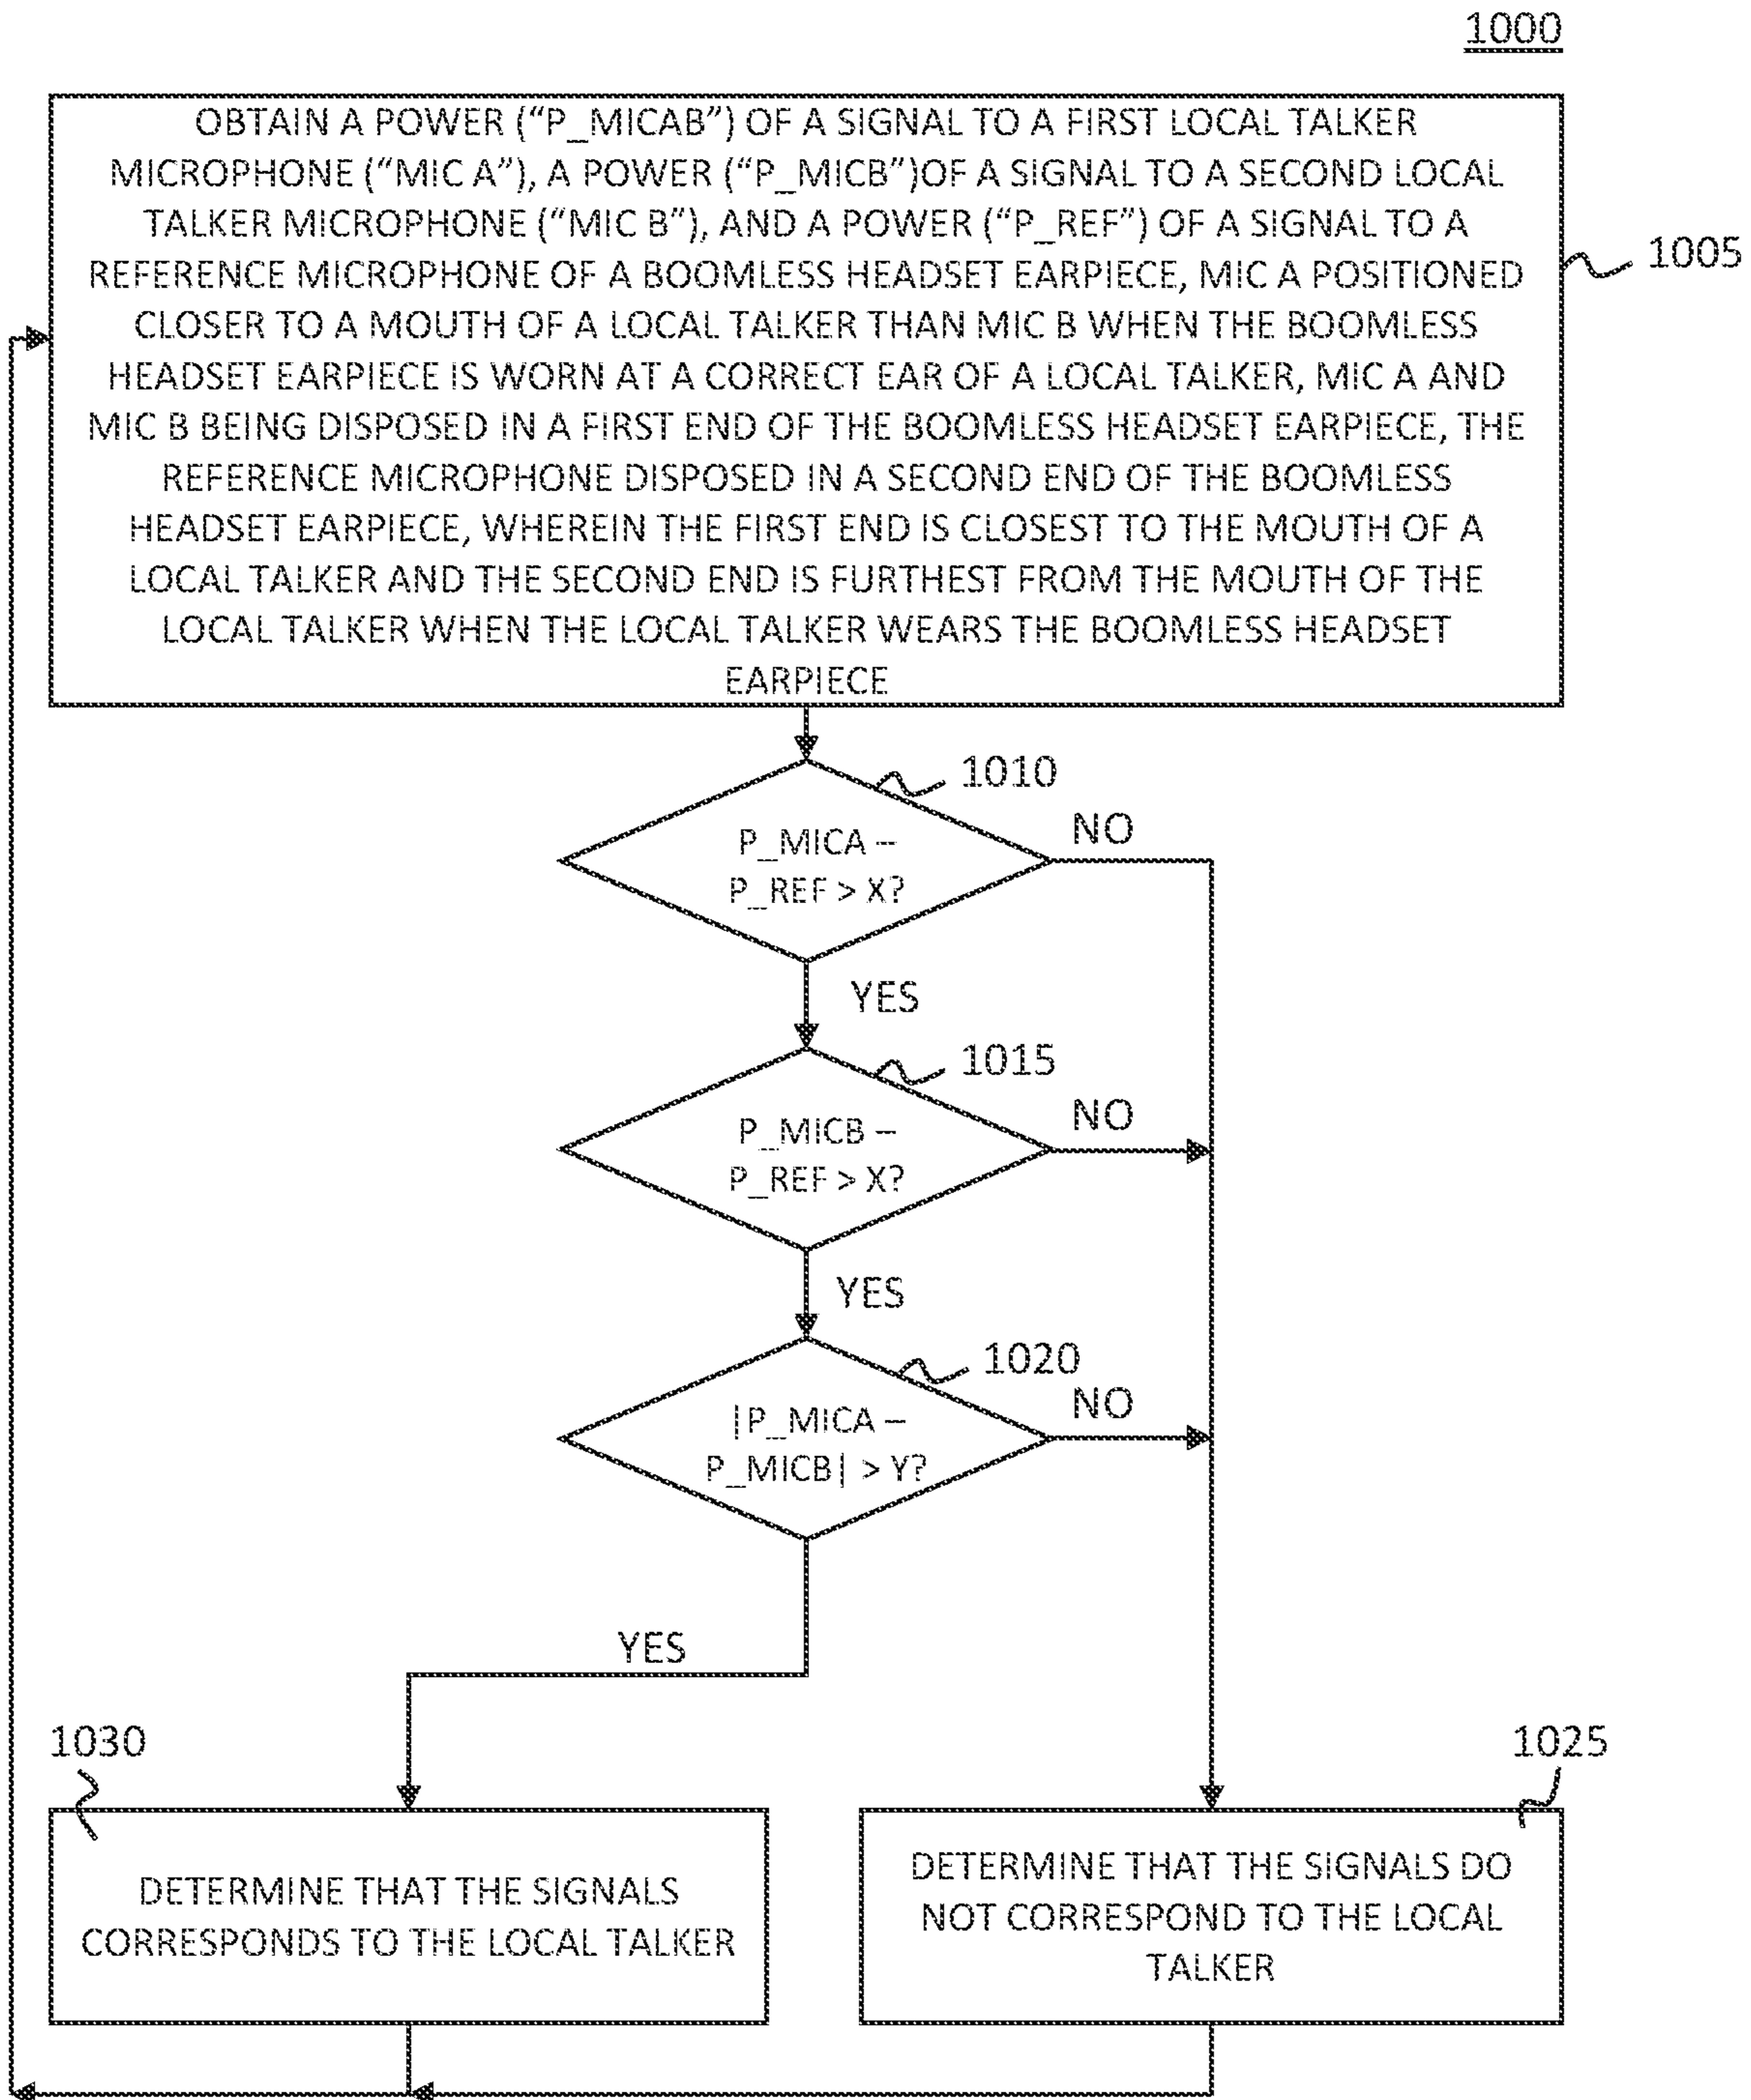 1000
OBTAIN A POWER (“P_MICAB”) OF A SIGNAL TO A FIRST LOCAL TALKER
MICROPHONE (“MIC A”), A POWER (“P_MICB”)OF A SIGNAL TO A SECOND LOCAL
TALKER MICROPHONE (“MIC B”), AND A POWER (“P_REF”) OF A SIGNAL TO A
REFERENCE MICROPHONE OF A BOOMLESS HEADSET EARPIECE, MIC A POSITIONED
CLOSER TO A MOUTH OF A LOCAL TALKER THAN MIC B WHEN THE BOOMLESS
HEADSET EARPIECE IS WORN AT A CORRECT EAR OF A LOCAL TALKER, MIC A AND
MIC B BEING DISPOSED IN A FIRST END OF THE BOOMLESS HEADSET EARPIECE, THE
REFERENCE MICROPHONE DISPOSED IN A SECOND END OF THE BOOMLESS
HEADSET EARPIECE, WHEREIN THE FIRST END IS CLOSEST TO THE MOUTH OF A
LOCAL TALKER AND THE SECOND END IS FURTHEST FROM THE MOUTH OF THE
LOCAL TALKER WHEN THE LOCAL TALKER WEARS THE BOOMLESS HEADSET
EARPIECE
1005
1010
P_MICA –
P_REF > X?
NO
YES
1015
P_MICB –
P_REF > X?
NO
YES
1020
|P_MICA –
P_MICB| > Y?
NO
YES
1030
DETERMINE THAT THE SIGNALS
CORRESPONDS TO THE LOCAL TALKER
1025
DETERMINE THAT THE SIGNALS DO
NOT CORRESPOND TO THE LOCAL
TALKER